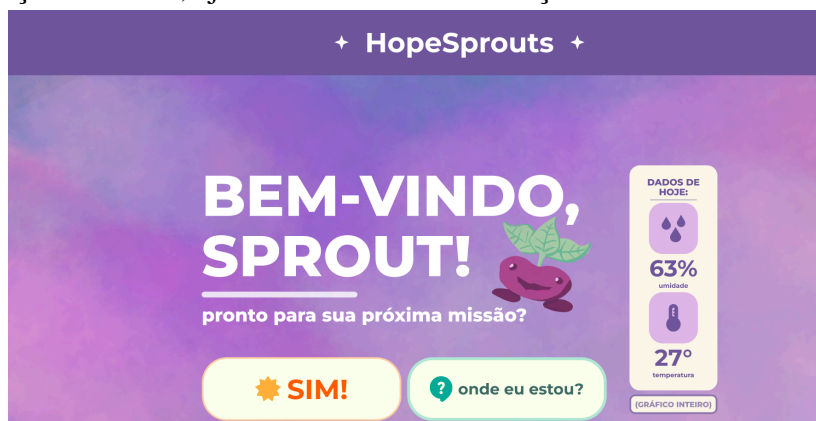 HopeSprouts
BEM-VINDO,
SPROUT!
pronto para sua próxima missão?
SIM!
? onde eu estou?
DADOS DE
HOJE:
63%
umidade
27°
temperatura
(GRÁFICO INTEIRO)